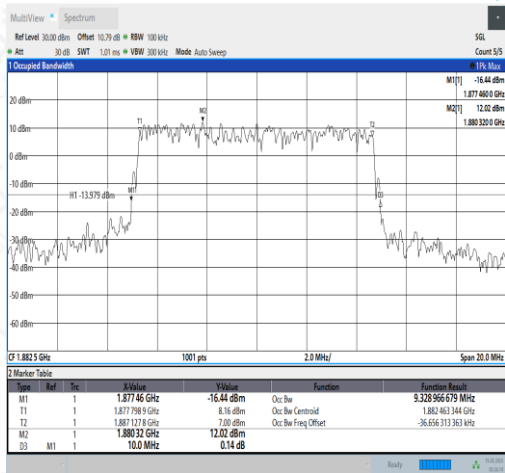 MultiView Spectrum
Ref Level 30.00 dBm Offset 10.79 dB RBW 100 kHz SGL
Att 30 dB SWT 1.01 ms VBW 300 kHz Mode Auto Sweep Count 5/5
1 Occupied Bandwidth 1Pk Max
M1[1] -16.44 dBm
1.877 460 0 GHz
M2[1] 12.02 dBm
1.880 320 0 GHz
20 dBm
M2
T1 T2
10 dBm
0 dBm
-10 dBm
M1
H1 -13.979 dBm
D3
-20 dBm
-30 dBm
-40 dBm
-50 dBm
-60 dBm
CF 1.882 5 GHz 1001 pts 2.0 MHz/ Span 20.0 MHz
2 Marker Table
Type Ref Trc X-Value Y-Value Function Function Result
M1 1 1.877 46 GHz -16.44 dBm Occ Bw 9.328 966 679 MHz
T1 1 1.877 798 9 GHz 8.16 dBm Occ Bw Centroid 1.882 463 344 GHz
T2 1 1.887 127 8 GHz 7.00 dBm Occ Bw Freq Offset -36.656 313 363 kHz
M2 1 1.880 32 GHz 12.02 dBm
D3 M1 1 10.0 MHz 0.14 dB
Ready